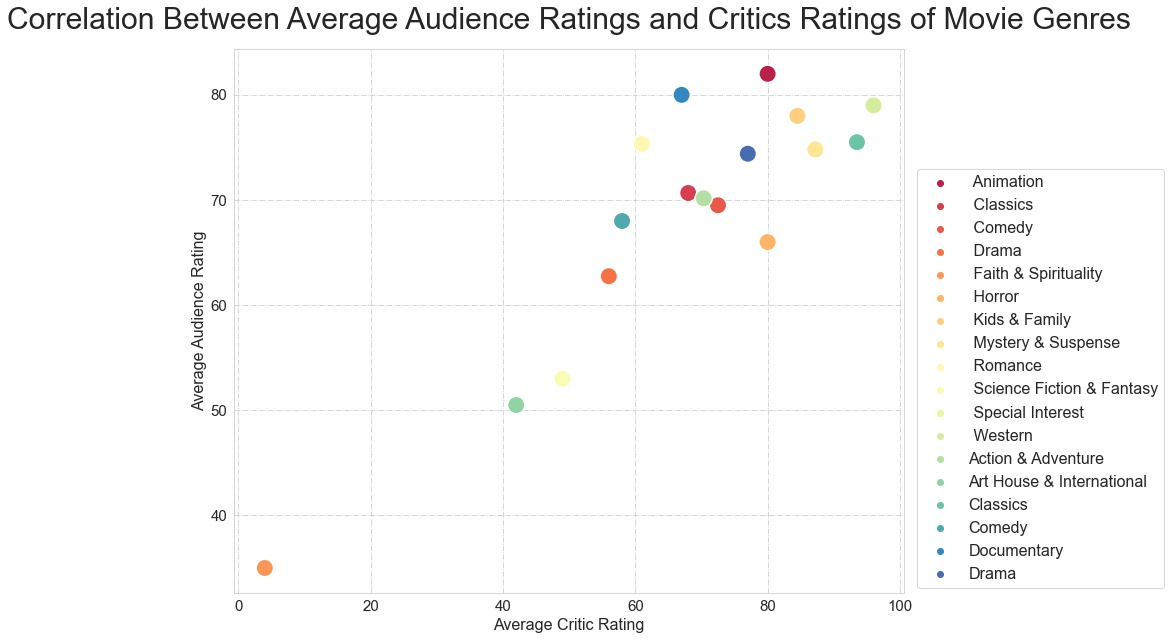 Correlation Between Average Audience Ratings and Critics Ratings of Movie Genres
80
70
60
50
40
Average Audience Rating
0 20 40 60 80 100
Average Critic Rating
Animation
Classics
Comedy
Drama
Faith & Spirituality
Horror
Kids & Family
Mystery & Suspense
Romance
Science Fiction & Fantasy
Special Interest
Western
Action & Adventure
Art House & International
Classics
Comedy
Documentary
Drama